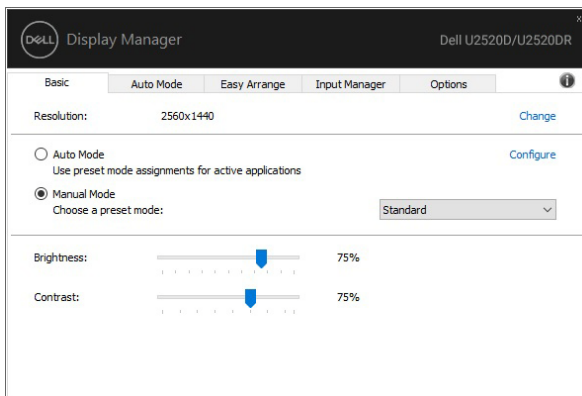 DELL Display Manager Dell U2520D/U2520DR
x
Basic Auto Mode Easy Arrange Input Manager Options i
Resolution: 2560x1440 Change
Auto Mode Configure
Use preset mode assignments for active applications
Manual Mode
Choose a preset mode: Standard
Brightness: 75%
Contrast: 75%